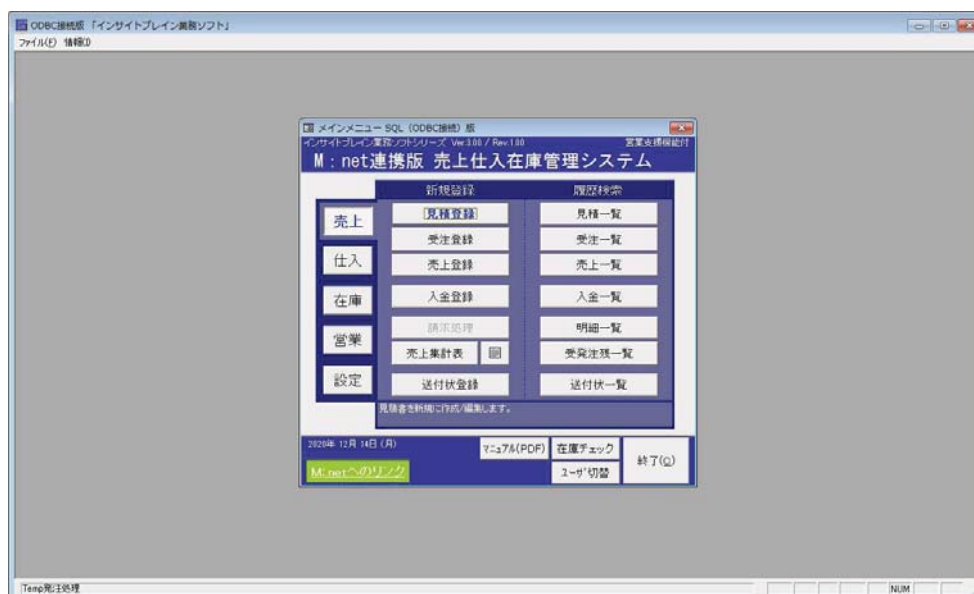 ODBC接続版 「インサイトブレイン業務ソフト」
ファイル(F) 情報(I)
メインメニュー SQL (ODBC接続) 版
インサイトブレイン業務ソフトシリーズ Ver.3.00 / Rev.1.00 営業支援機能付
M：net連携版 売上仕入在庫管理システム
新規登録 履歴検索
売上 見積登録 見積一覧
受注登録 受注一覧
仕入 売上登録 売上一覧
在庫 入金登録 入金一覧
請求処理 明細一覧
営業 売上集計表 受発注残一覧
設定 送付状登録 送付状一覧
見積書を新規に作成/編集します。
2020年 12月 14日 (月)
マニュアル(PDF) 在庫チェック 終了(Q)
M:netへのリンク ユーザ切替
Temp発注処理 NUM